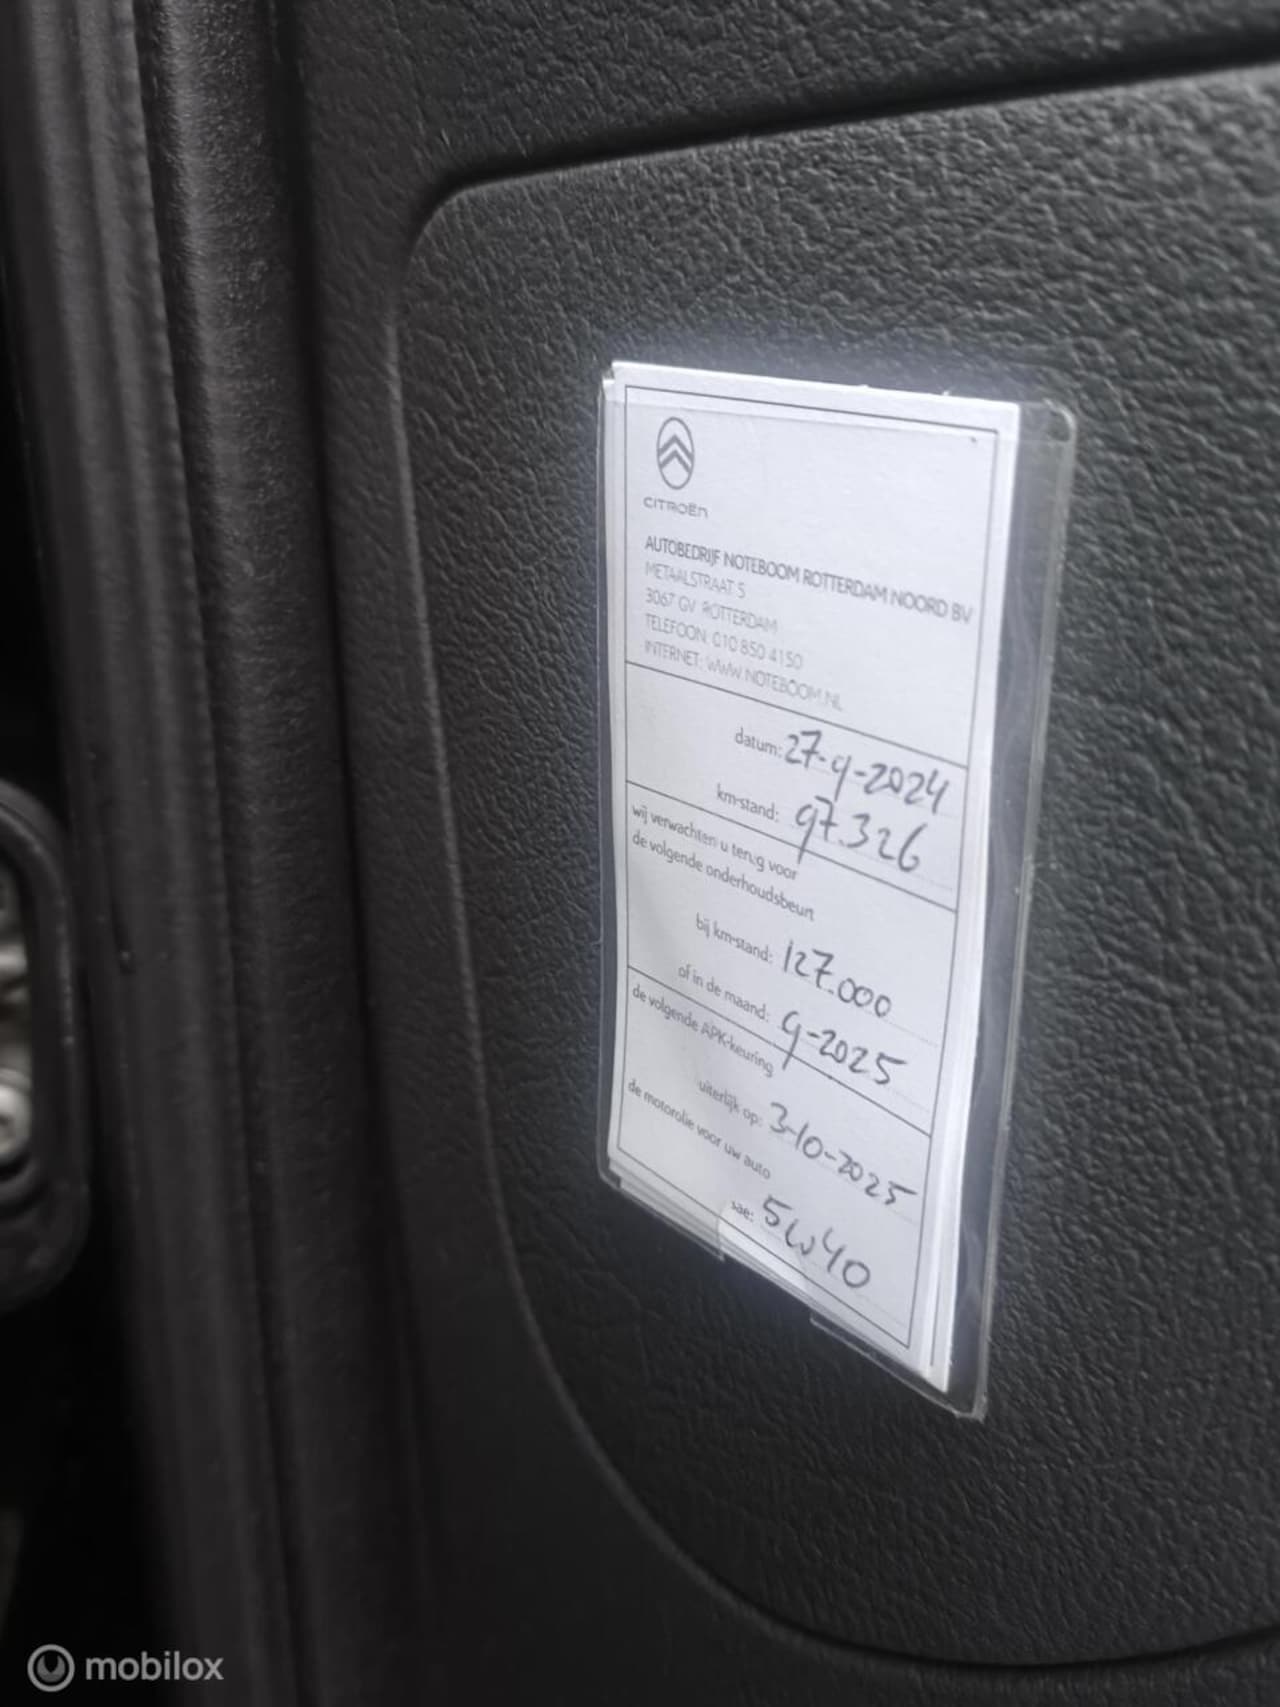 CITROËN
AUTOBEDRIJF NOTEBOOM ROTTERDAM NOORD BV
METAALSTRAAT 5
3067 GV ROTTERDAM
TELEFOON: 010 850 4150
INTERNET: WWW.NOTEBOOM.NL
datum: 27-9-2024
km-stand: 97.326
wij verwachten u terug voor
de volgende onderhoudsbeurt
bij km-stand: 127.000
of in de maand: 9-2025
de volgende APK-keuring
uiterlijk op: 3-10-2025
de motorolie voor uw auto
sae: 5W40
mobilox